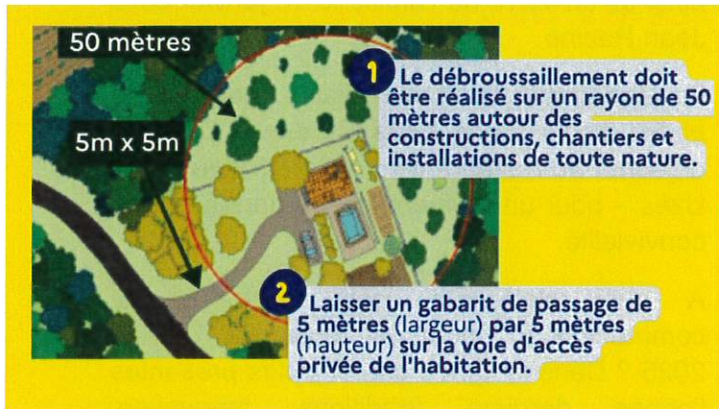 50 mètres
5m x 5m
1
Le débroussaillement doit
être réalisé sur un rayon de 50
mètres autour des
constructions, chantiers et
installations de toute nature.
2
Laisser un gabarit de passage de
5 mètres (largeur) par 5 mètres
(hauteur) sur la voie d'accès
privée de l'habitation.